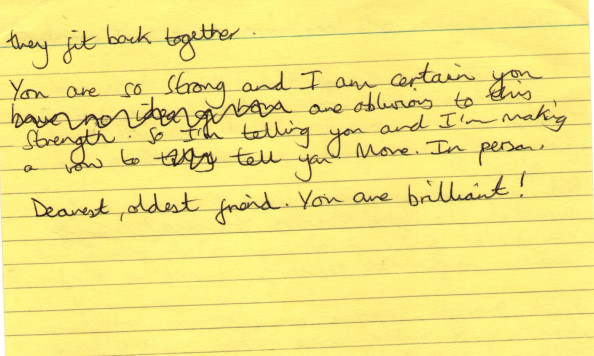 they fit back together.
You are so strong and I am certain you
are oblivious to this
strength. So I'm telling you and I'm making
a vow to tell you more. In person.
Dearest, oldest friend. You are brilliant!